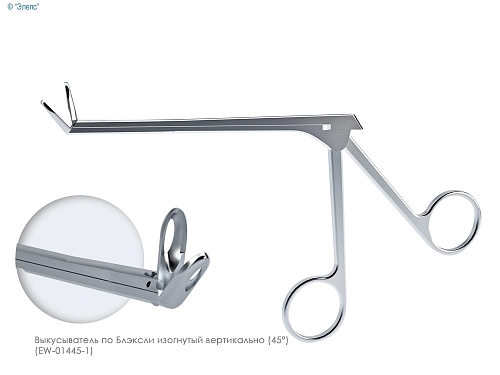 © "Элепс"
Выкусыватель по Блэксли изогнутый вертикально (45°)
(EW-01445-1)